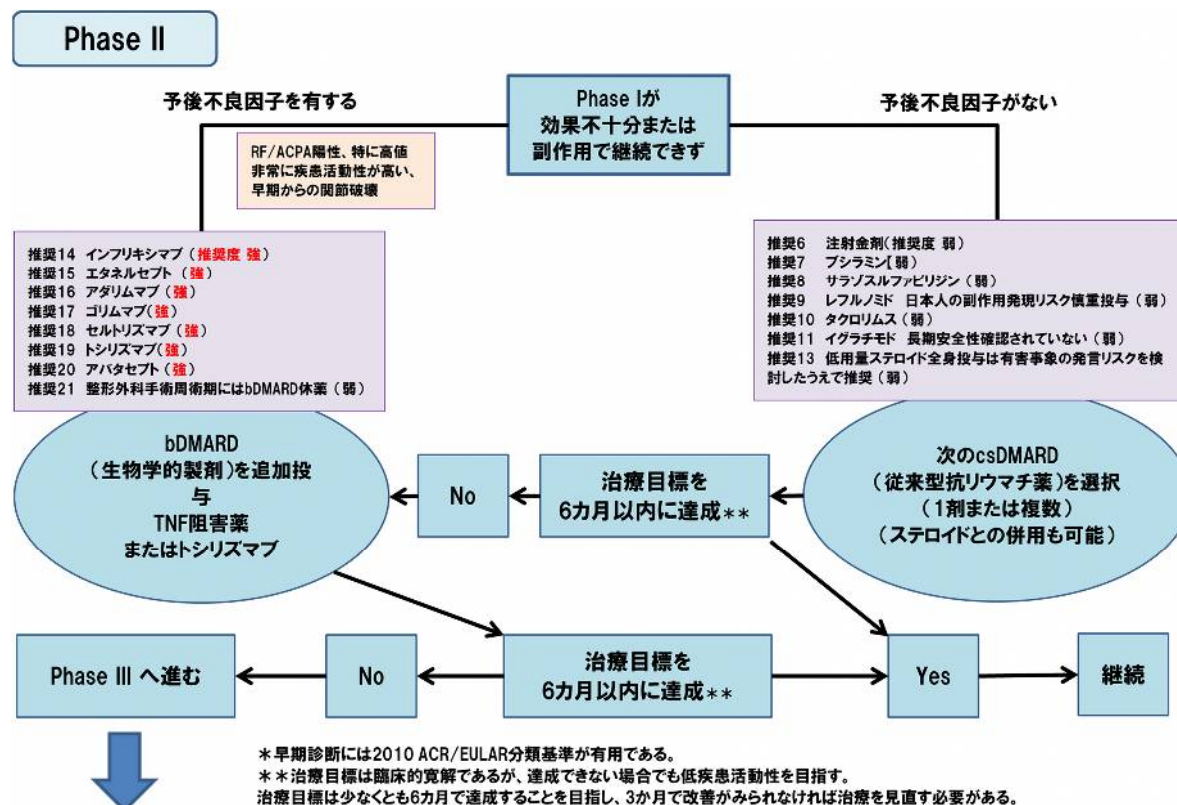 Phase II
予後不良因子を有する
Phase Iが
効果不十分または
副作用で継続できず
予後不良因子がない
RF/ACPA陽性、特に高値
非常に疾患活動性が高い、
早期からの関節破壊
推奨14 インフリキシマブ（推奨度 強）
推奨15 エタネルセプト（強）
推奨16 アダリムマブ（強）
推奨17 ゴリムマブ（強）
推奨18 セルトリズマブ（強）
推奨19 トシリズマブ（強）
推奨20 アバタセプト（強）
推奨21 整形外科手術周術期にはbDMARD休薬（弱）
推奨6 注射金剤（推奨度 弱）
推奨7 ブシラミン[弱）
推奨8 サラゾスルファピリジン（弱）
推奨9 レフルノミド 日本人の副作用発現リスク慎重投与（弱）
推奨10 タクロリムス（弱）
推奨11 イグラチモド 長期安全性確認されていない（弱）
推奨13 低用量ステロイド全身投与は有害事象の発言リスクを検
討したうえで推奨（弱）
bDMARD
（生物学的製剤）を追加投
与
TNF阻害薬
またはトシリズマブ
No
治療目標を
6カ月以内に達成＊＊
次のcsDMARD
（従来型抗リウマチ薬）を選択
（1剤または複数）
（ステロイドとの併用も可能）
Phase III へ進む
No
治療目標を
6カ月以内に達成＊＊
Yes
継続
＊早期診断には2010 ACR/EULAR分類基準が有用である。
＊＊治療目標は臨床的寛解であるが、達成できない場合でも低疾患活動性を目指す。
治療目標は少なくとも6カ月で達成することを目指し、3か月で改善がみられなければ治療を見直す必要がある。